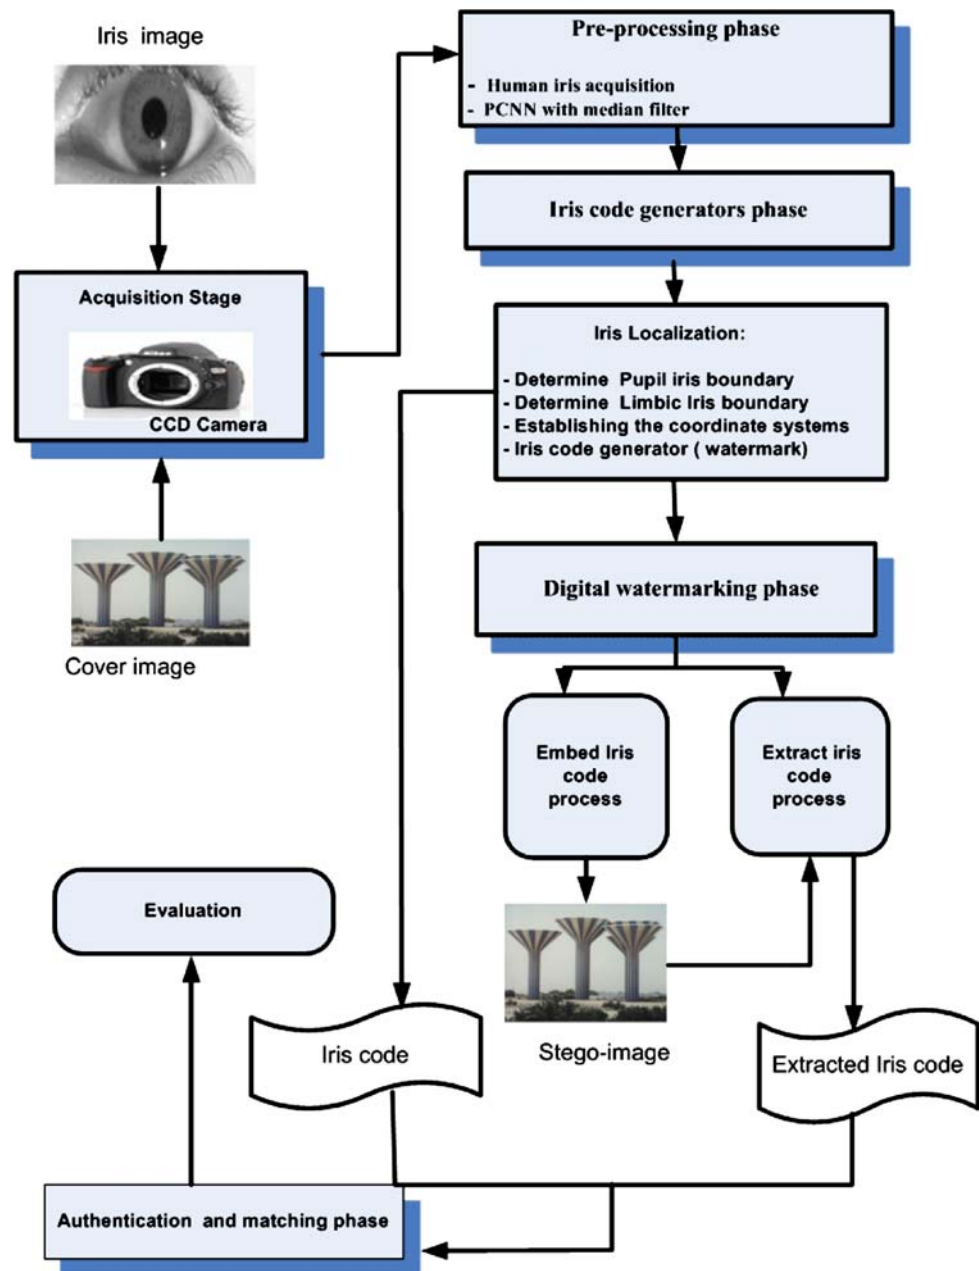 Iris image
Pre-processing phase
- Human iris acquisition
- PCNN with median filter
Iris code generators phase
Acquisition Stage
CCD Camera
Iris Localization:
- Determine Pupil iris boundary
- Determine Limbic Iris boundary
- Establishing the coordinate systems
- Iris code generator ( watermark)
Cover image
Digital watermarking phase
Embed Iris
code
process
Extract iris
code
process
Evaluation
Stego-image
Iris code
Extracted Iris code
Authentication and matching phase